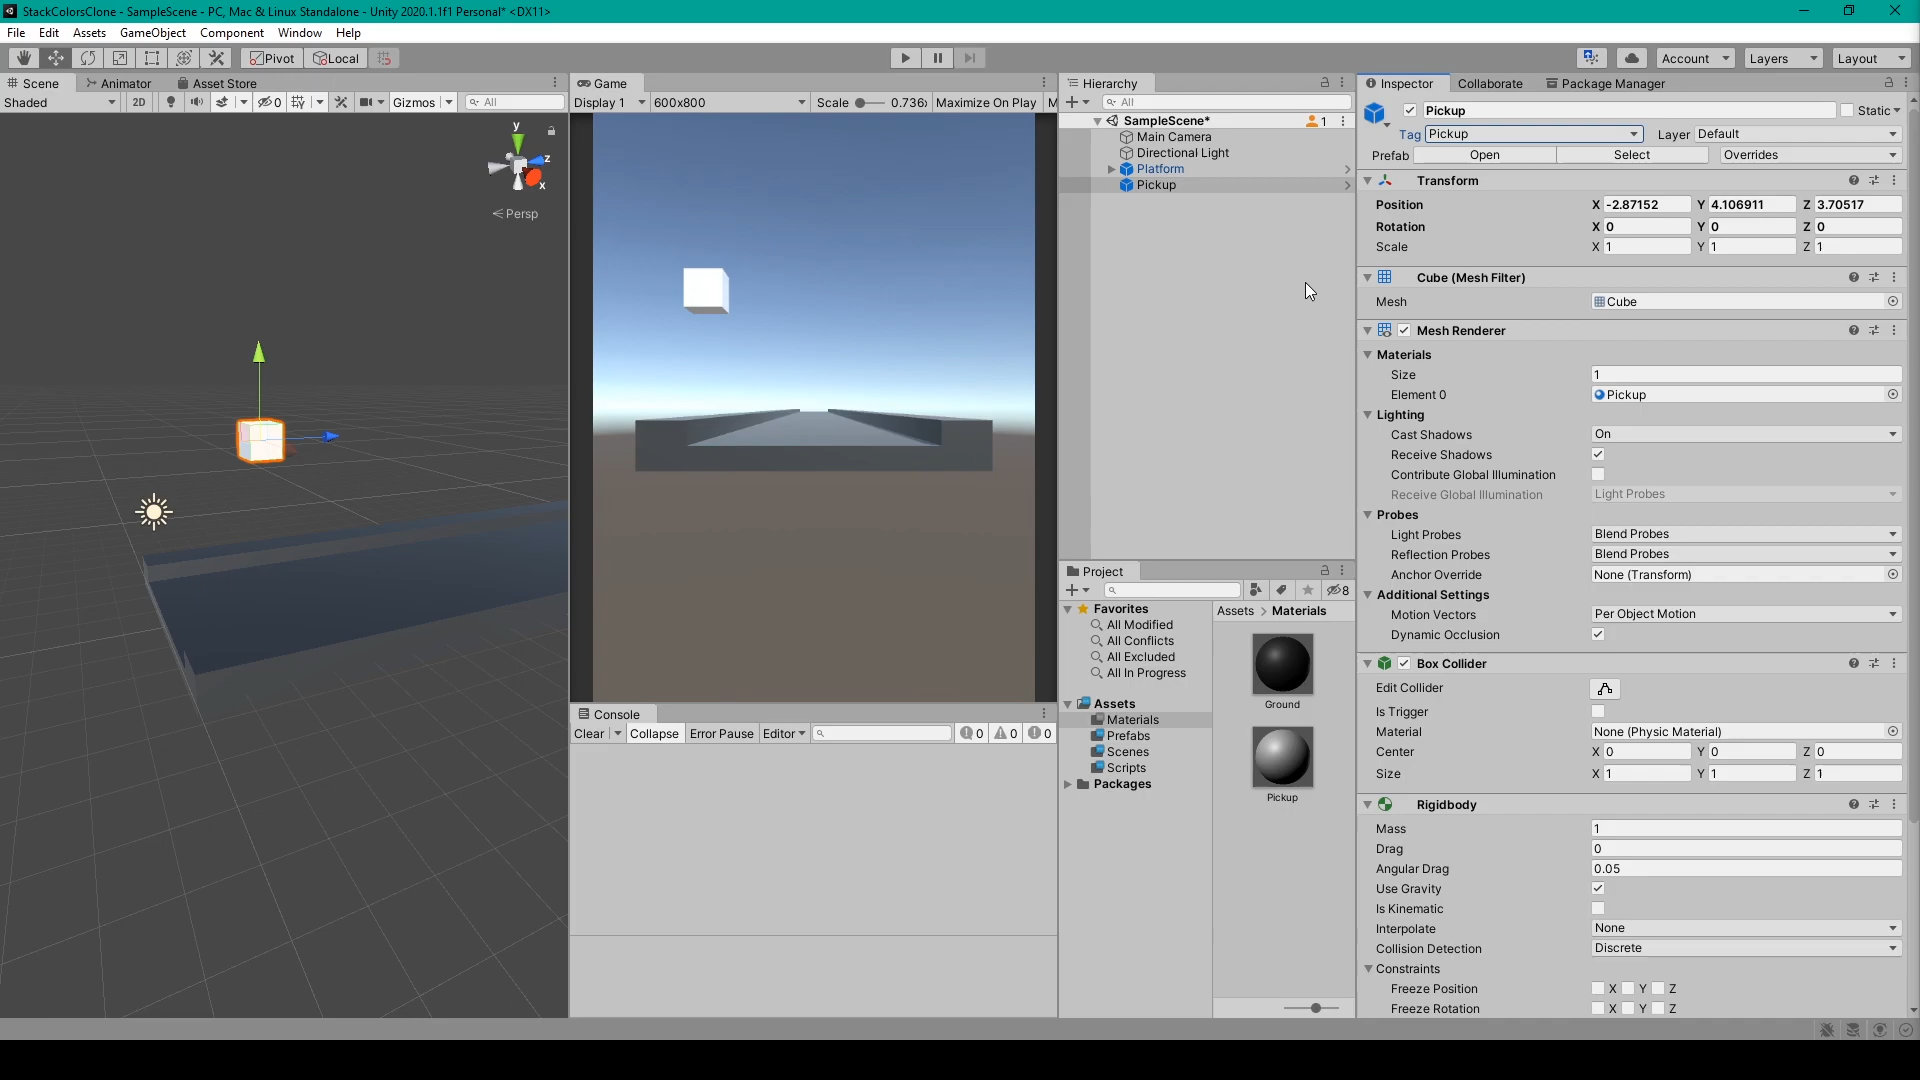 StackColorsClone - SampleScene - PC, Mac & Linux Standalone - Unity 2020.1.1f1 Personal* <DX11>
File Edit Assets GameObject Component Window Help
Pivot Local Account Layers Layout
Scene Animator Asset Store
Shaded 2D 0 Gizmos All
y
z
x
Persp
Game
Display 1 600x800 Scale 0.736 Maximize On Play M
Console
Clear Collapse Error Pause Editor 0 0 0
Hierarchy
All
SampleScene* 1
Main Camera
Directional Light
Platform
Pickup
Project
8
Favorites
All Modified
All Conflicts
All Excluded
All In Progress
Assets
Materials
Prefabs
Scenes
Scripts
Packages
Assets > Materials
Ground
Pickup
Inspector Collaborate Package Manager
Pickup Static
Tag Pickup Layer Default
Prefab Open Select Overrides
Transform
Position X -2.87152 Y 4.106911 Z 3.70517
Rotation X 0 Y 0 Z 0
Scale X 1 Y 1 Z 1
Cube (Mesh Filter)
Mesh Cube
Mesh Renderer
Materials
Size 1
Element 0 Pickup
Lighting
Cast Shadows On
Receive Shadows
Contribute Global Illumination
Receive Global Illumination Light Probes
Probes
Light Probes Blend Probes
Reflection Probes Blend Probes
Anchor Override None (Transform)
Additional Settings
Motion Vectors Per Object Motion
Dynamic Occlusion
Box Collider
Edit Collider
Is Trigger
Material None (Physic Material)
Center X 0 Y 0 Z 0
Size X 1 Y 1 Z 1
Rigidbody
Mass 1
Drag 0
Angular Drag 0.05
Use Gravity
Is Kinematic
Interpolate None
Collision Detection Discrete
Constraints
Freeze Position X Y Z
Freeze Rotation X Y Z